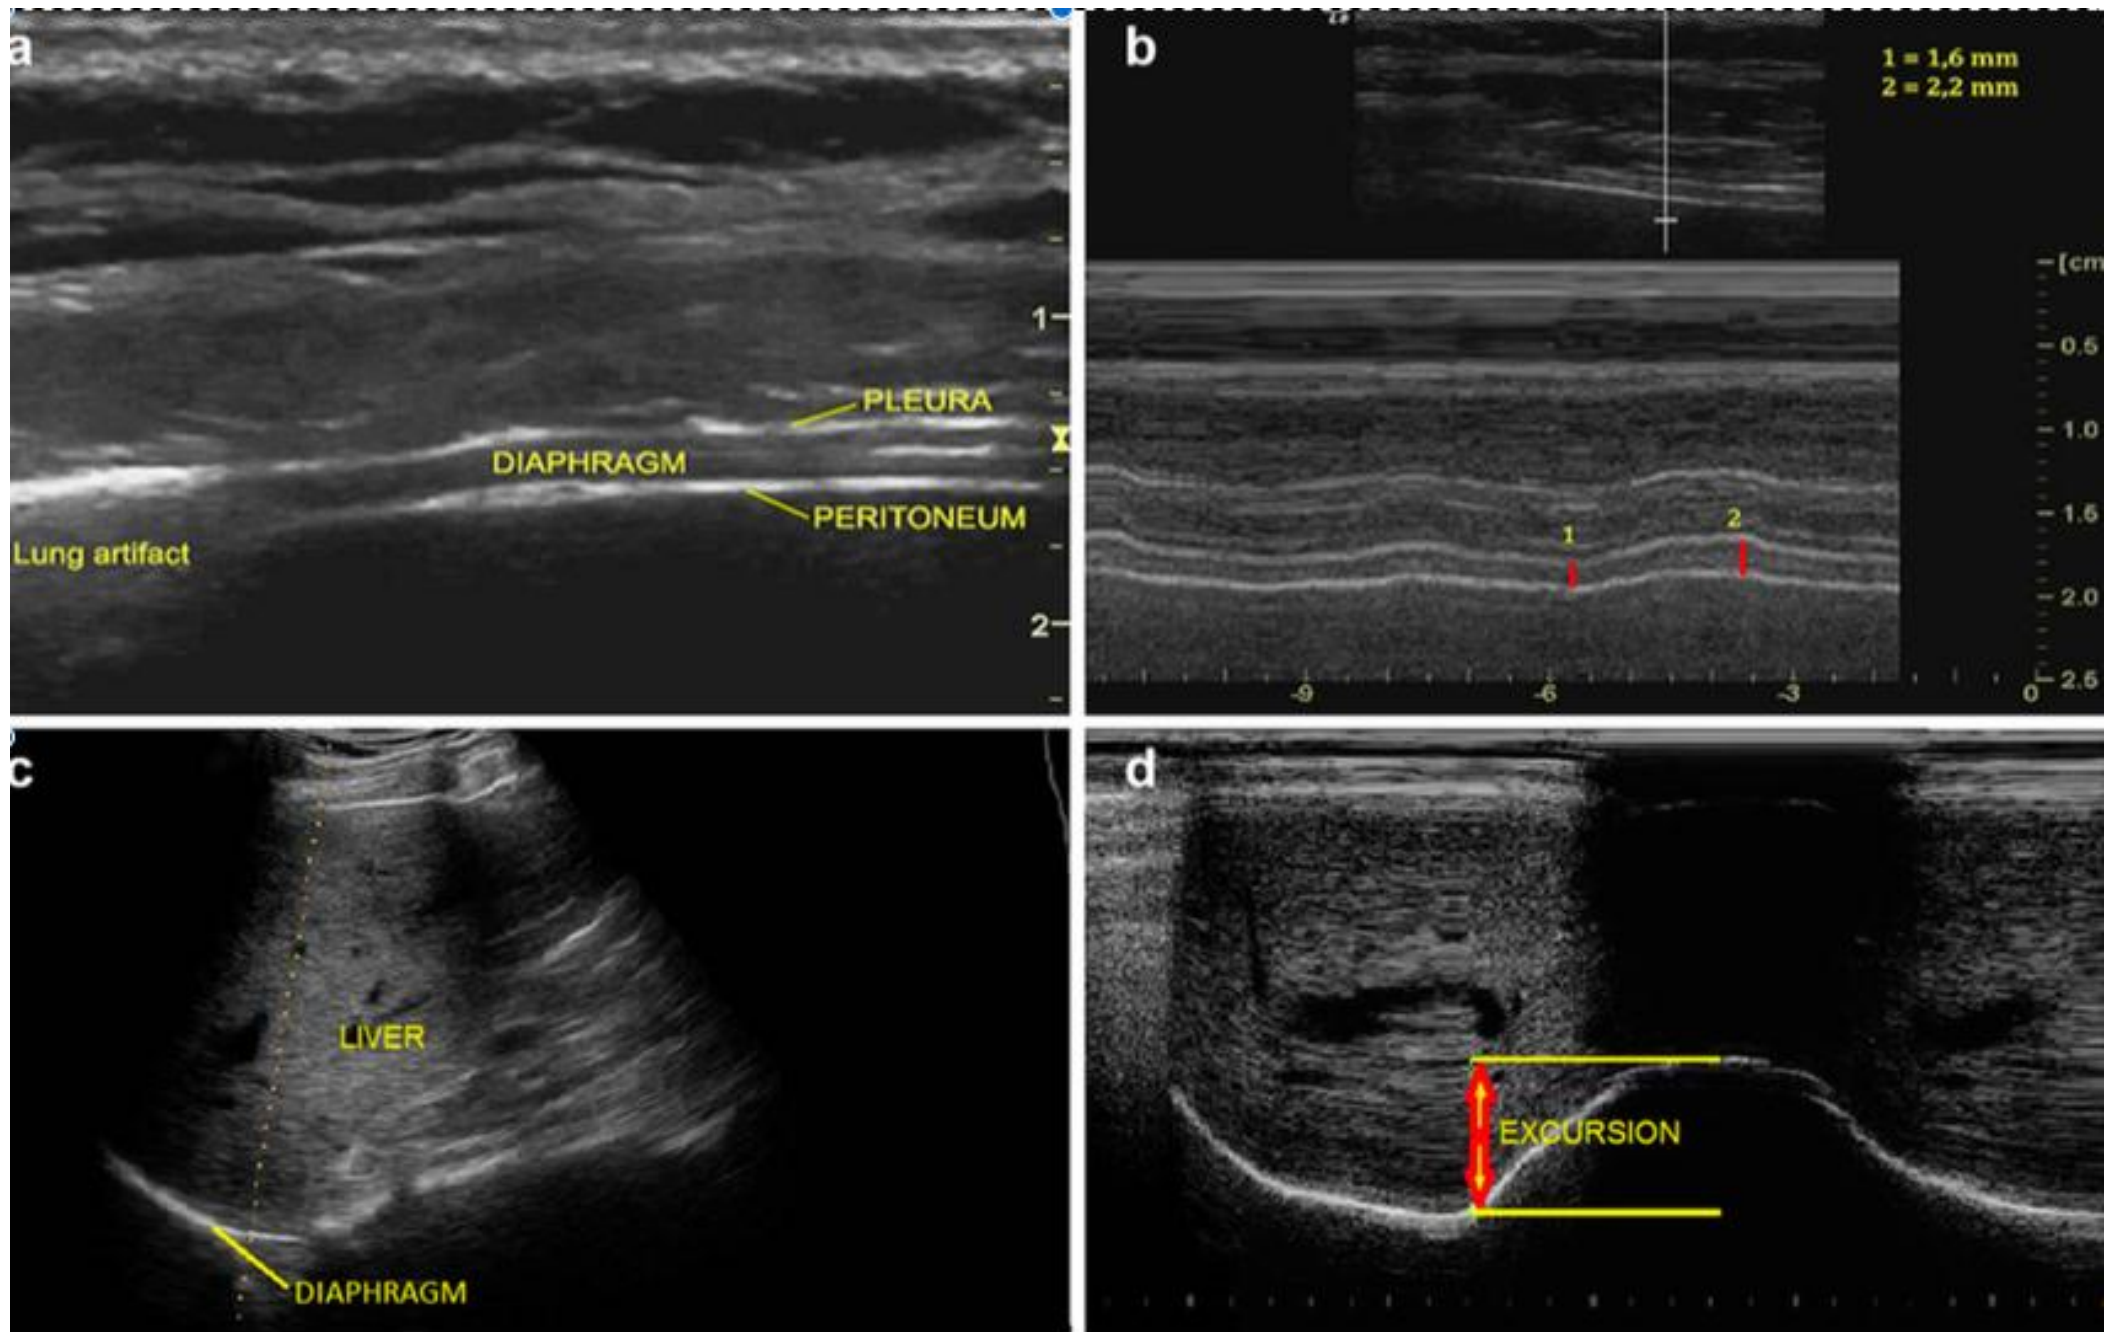 a
PLEURA
DIAPHRAGM
PERITONEUM
Lung artifact
1
2
b
1 = 1,6 mm
2 = 2,2 mm
[cm
0.5
1.0
1.5
2.0
2.5
1
2
-9
-6
-3
0
c
LIVER
DIAPHRAGM
d
EXCURSION